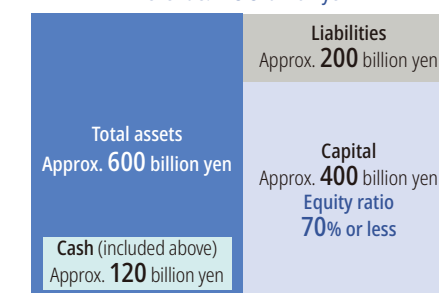 Liabilities
Approx. 200 billion yen
Total assets
Approx. 600 billion yen
Capital
Approx. 400 billion yen
Equity ratio
70% or less
Cash (included above)
Approx. 120 billion yen